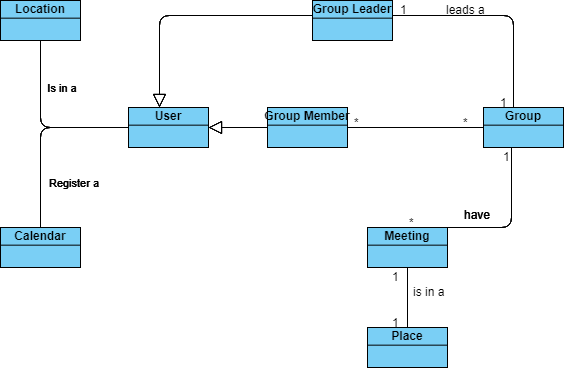 Location
Group Leader
1
leads a
Is in a
1
User
Group Member
*
*
Group
1
Register a
*
have
Calendar
Meeting
1
is in a
1
Place